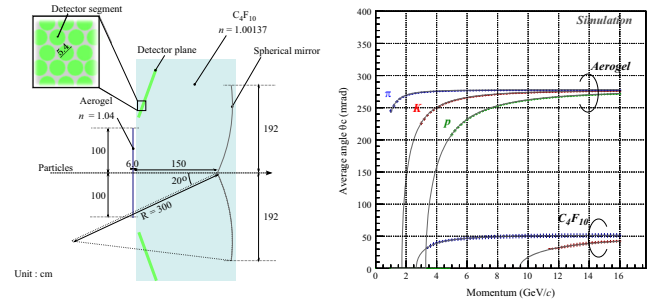 Detector segment
5.4
C4F10
n = 1.00137
Detector plane
Spherical mirror
Aerogel
n = 1.04
100
192
Particles
6.0
150
20o
100
R = 300
192
Unit : cm
Simulation
400
350
300
250
200
150
100
50
0
Average angle θc (mrad)
Aerogel
π
K
p
C4F10
0
2
4
6
8
10
12
14
16
Momentum (GeV/c)